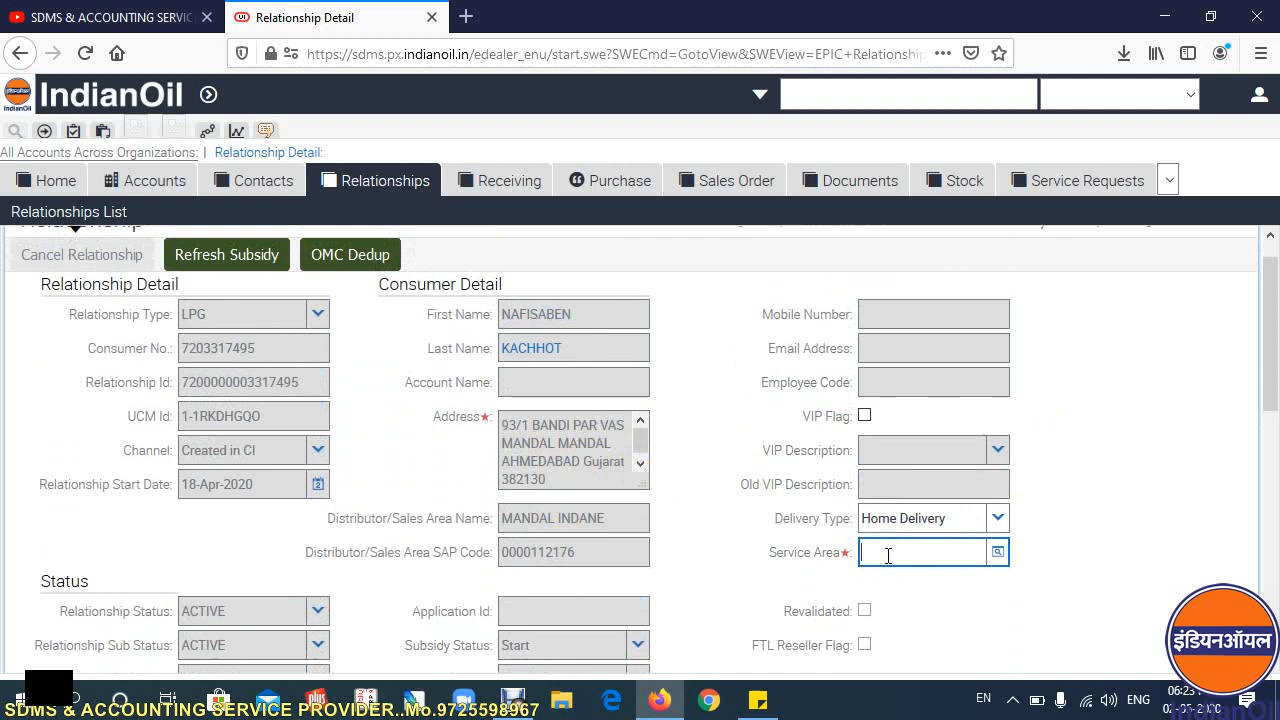 SDMS & ACCOUNTING SERVIC
Relationship Detail
https://sdms.px.indianoil.in/edealer_enu/start.swe?SWECmd=GotoView&SWEView=EPIC+Relationship
IndianOil
All Accounts Across Organizations: | Relationship Detail:
Home Accounts Contacts Relationships Receiving Purchase Sales Order Documents Stock Service Requests
Relationships List
Cancel Relationship Refresh Subsidy OMC Dedup
Relationship Detail Consumer Detail
Relationship Type: LPG First Name: NAFISABEN Mobile Number:
Consumer No.: 7203317495 Last Name: KACHHOT Email Address:
Relationship Id: 7200000003317495 Account Name: Employee Code:
UCM Id: 1-1RKDHGQO Address★: 93/1 BANDI PAR VAS VIP Flag:
MANDAL MANDAL
Channel: Created in CI AHMEDABAD Gujarat VIP Description:
Relationship Start Date: 18-Apr-2020 382130 Old VIP Description:
Distributor/Sales Area Name: MANDAL INDANE Delivery Type: Home Delivery
Distributor/Sales Area SAP Code: 0000112176 Service Area★:
Status
Relationship Status: ACTIVE Application Id: Revalidated:
Relationship Sub Status: ACTIVE Subsidy Status: Start FTL Reseller Flag:
इंडियनऑयल
IndianOil
EN ENG
SDMS & ACCOUNTING SERVICE PROVIDER..Mo.9725598967